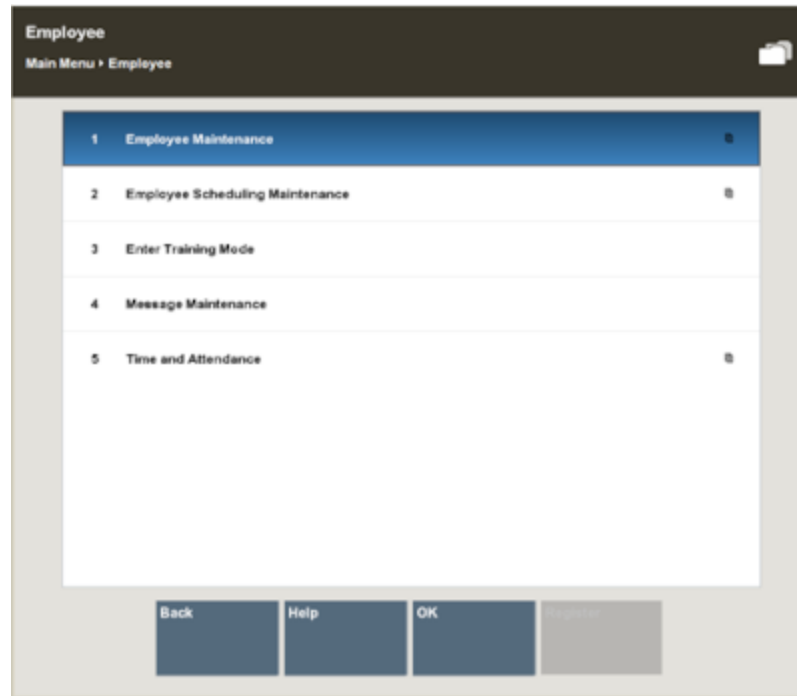 Employee
Main Menu ‣ Employee
1 Employee Maintenance
2 Employee Scheduling Maintenance
3 Enter Training Mode
4 Message Maintenance
5 Time and Attendance
Back Help OK Register